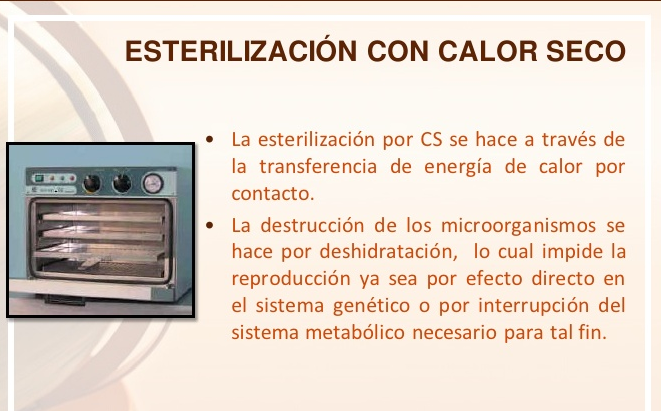 ESTERILIZACIÓN CON CALOR SECO
• La esterilización por CS se hace a través de
la transferencia de energía de calor por
contacto.
• La destrucción de los microorganismos se
hace por deshidratación, lo cual impide la
reproducción ya sea por efecto directo en
el sistema genético o por interrupción del
sistema metabólico necesario para tal fin.